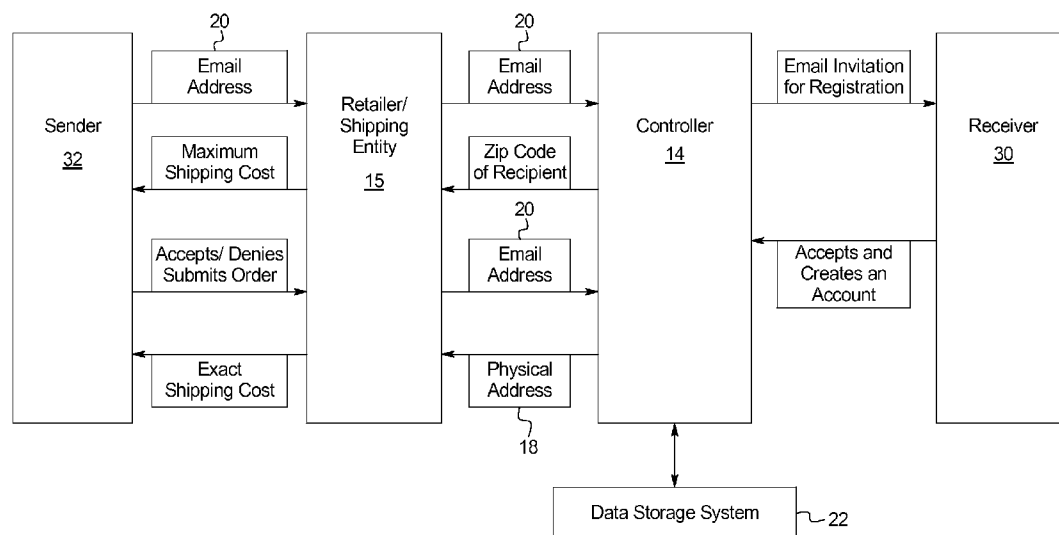 20
20
Email
Address
Email
Address
Email Invitation
for Registration
Sender
32
Retailer/
Shipping
Entity
15
Controller
14
Receiver
30
Maximum
Shipping Cost
Zip Code
of Recipient
20
Accepts/ Denies
Submits Order
Email
Address
Accepts and
Creates an
Account
Exact
Shipping Cost
Physical
Address
18
Data Storage System
22